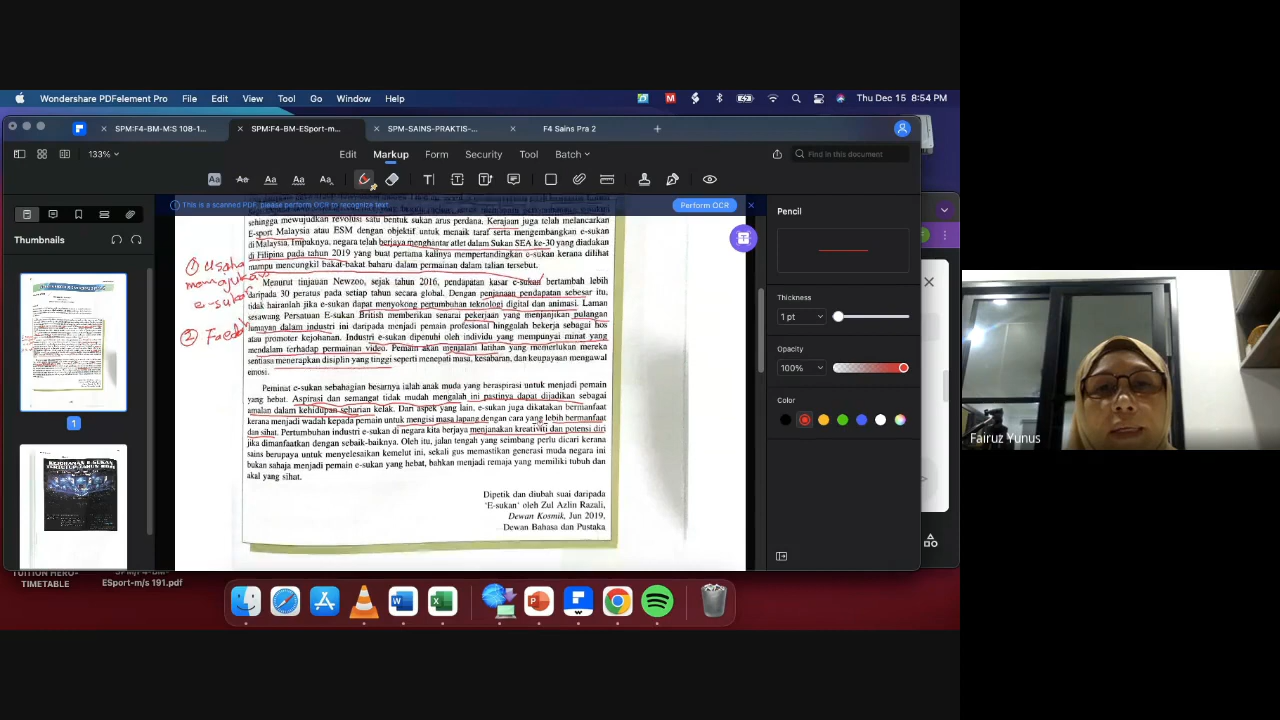 Wondershare PDFelement Pro File Edit View Tool Go Window Help Thu Dec 15 8:54 PM
SPM:F4-BM-M:S 108-1... SPM:F4-BM-ESport-m... SPM-SAINS-PRAKTIS-... F4 Sains Pra 2
133% Edit Markup Form Security Tool Batch Find in this document
This is a scanned PDF, please perform OCR to recognize text. Perform OCR
Thumbnails
1
① Usaha
memajukan
e-sukan
② Faedah
sehingga mewujudkan revolusi satu bentuk sukan arus perdana. Kerajaan juga telah melancarkan
E-sport Malaysia atau ESM dengan objektif untuk menaik taraf serta mengembangkan e-sukan
di Malaysia. Impaknya, negara telah berjaya menghantar atlet dalam Sukan SEA ke-30 yang diadakan
di Filipina pada tahun 2019 yang buat pertama kalinya mempertandingkan e-sukan kerana dilihat
mampu mencungkil bakat-bakat baharu dalam permainan dalam talian tersebut.
Menurut tinjauan Newzoo, sejak tahun 2016, pendapatan kasar e-sukan bertambah lebih
daripada 30 peratus pada setiap tahun secara global. Dengan penjanaan pendapatan sebesar itu,
tidak hairanlah jika e-sukan dapat menyokong pertumbuhan teknologi digital dan animasi. Laman
sesawang Persatuan E-sukan British memberikan senarai pekerjaan yang menjanjikan pulangan
lumayan dalam industri ini daripada menjadi pemain profesional hinggalah bekerja sebagai hos
atau promoter kejohanan. Industri e-sukan dipenuhi oleh individu yang mempunyai minat yang
mendalam terhadap permainan video. Pemain akan menjalani latihan yang memerlukan mereka
sentiasa menerapkan disiplin yang tinggi seperti menepati masa, kesabaran, dan keupayaan mengawal
emosi.
Peminat e-sukan sebahagian besarnya ialah anak muda yang beraspirasi untuk menjadi pemain
yang hebat. Aspirasi dan semangat tidak mudah mengalah ini pastinya dapat dijadikan sebagai
amalan dalam kehidupan seharian kelak. Dari aspek yang lain, e-sukan juga dikatakan bermanfaat
kerana menjadi wadah kepada pemain untuk mengisi masa lapang dengan cara yang lebih bermanfaat
dan sihat. Pertumbuhan industri e-sukan di negara kita berjaya menjanakan kreativiti dan potensi diri
jika dimanfaatkan dengan sebaik-baiknya. Oleh itu, jalan tengah yang seimbang perlu dicari kerana
sains berupaya untuk menyelesaikan kemelut ini, sekali gus memastikan generasi muda negara ini
bukan sahaja menjadi pemain e-sukan yang hebat, bahkan menjadi remaja yang memiliki tubuh dan
akal yang sihat.
Dipetik dan diubah suai daripada
'E-sukan' oleh Zul Azlin Razali,
Dewan Kosmik, Jun 2019,
Dewan Bahasa dan Pustaka
Pencil
Thickness
1 pt
Opacity
100%
Color
TUITION HERO-
TIMETABLE
SPM/F4-BM-
ESport-m/s 191.pdf
Fairuz Yunus